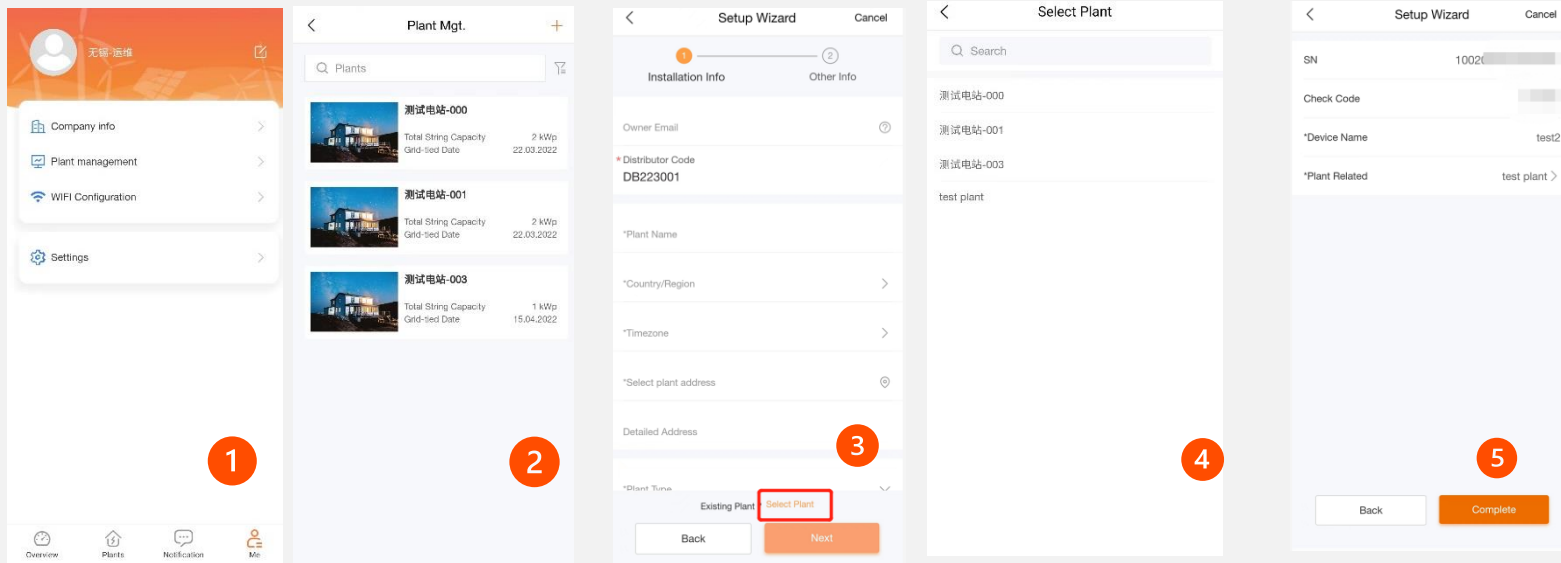 无锡-运维
Company info
Plant management
WIFI Configuration
Settings
1
Overview
Plants
Notification
Me
Plant Mgt.
+
Plants
测试电站-000
Total String Capacity 2 kWp
Grid-tied Date 22.03.2022
测试电站-001
Total String Capacity 2 kWp
Grid-tied Date 22.03.2022
测试电站-003
Total String Capacity 1 kWp
Grid-tied Date 15.04.2022
2
Setup Wizard Cancel
1 2
Installation Info Other Info
Owner Email
* Distributor Code
DB223001
*Plant Name
*Country/Region
*Timezone
*Select plant address
Detailed Address
3
*Plant Type
Existing Plant Select Plant
Back Next
Select Plant
Search
测试电站-000
测试电站-001
测试电站-003
test plant
4
Setup Wizard Cancel
SN 1002
Check Code
*Device Name test2
*Plant Related test plant
5
Back Complete